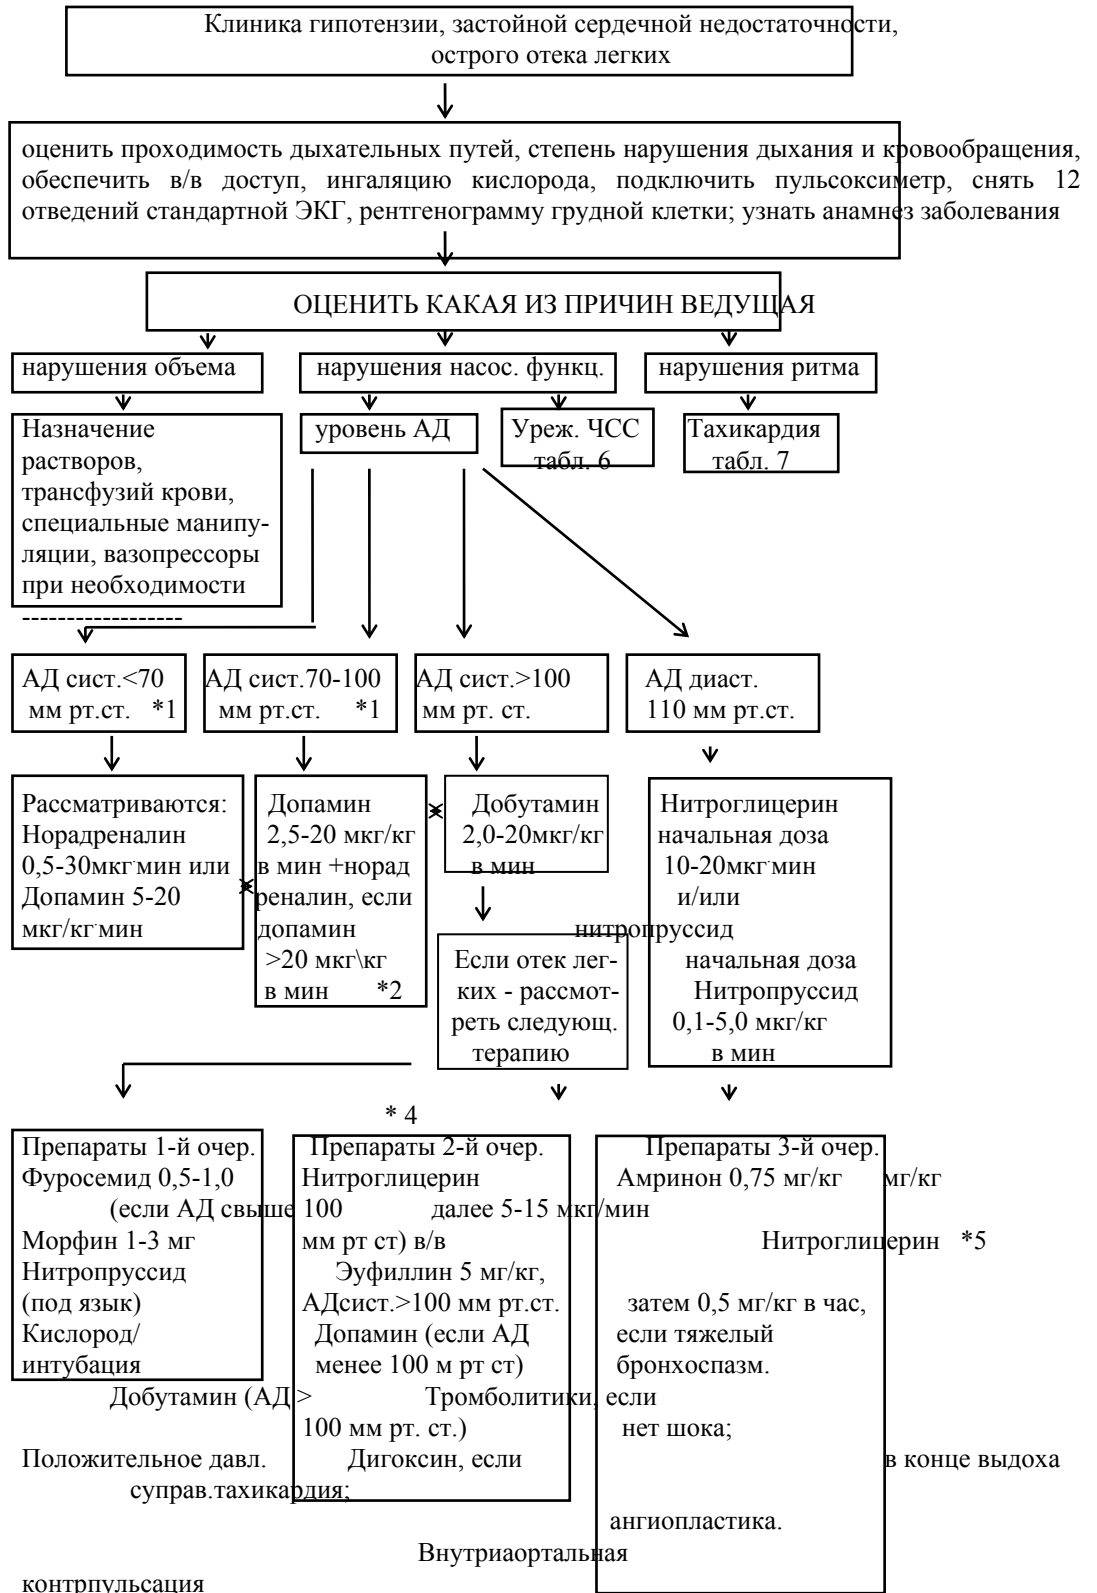 Клиника гипотензии, застойной сердечной недостаточности,
острого отека легких
оценить проходимость дыхательных путей, степень нарушения дыхания и кровообращения,
обеспечить в/в доступ, ингаляцию кислорода, подключить пульсоксиметр, снять 12
отведений стандартной ЭКГ, рентгенограмму грудной клетки; узнать анамнез заболевания
ОЦЕНИТЬ КАКАЯ ИЗ ПРИЧИН ВЕДУЩАЯ
нарушения объема
нарушения насос. функц.
нарушения ритма
Назначение
растворов,
трансфузий крови,
специальные манипу-
ляции, вазопрессоры
при необходимости
------------------
уровень АД
Уреж. ЧСС
табл. 6
Тахикардия
табл. 7
АД сист.<70
мм рт.ст. *1
АД сист.70-100
мм рт.ст. *1
АД сист.>100
мм рт. ст.
АД диаст.
110 мм рт.ст.
Рассматриваются:
Норадреналин
0,5-30мкг·мин или
Допамин 5-20
мкг/кг·мин
Допамин
2,5-20 мкг/кг
в мин +норад
реналин, если
допамин
>20 мкг\кг
в мин *2
Добутамин
2,0-20мкг/кг
в мин
Если отек лег-
ких - рассмот-
реть следующ.
терапию
Нитроглицерин
начальная доза
10-20мкг·мин
и/или
нитропруссид
начальная доза
Нитропруссид
0,1-5,0 мкг/кг
в мин
* 4
Препараты 1-й очер. Препараты 2-й очер. Препараты 3-й очер.
Фуросемид 0,5-1,0 Нитроглицерин Амринон 0,75 мг/кг мг/кг
(если АД свыше 100 далее 5-15 мкг/мин
Морфин 1-3 мг мм рт ст) в/в Нитроглицерин *5
Нитропруссид Эуфиллин 5 мг/кг,
(под язык) АДсист.>100 мм рт.ст. затем 0,5 мг/кг в час,
Кислород/ Допамин (если АД если тяжелый
интубация менее 100 м рт ст) бронхоспазм.
Добутамин (АД > Тромболитики, если
100 мм рт. ст.) нет шока;
Положительное давл. Дигоксин, если в конце выдоха
суправ.тахикардия;
ангиопластика.
Внутриаортальная
контрпульсация